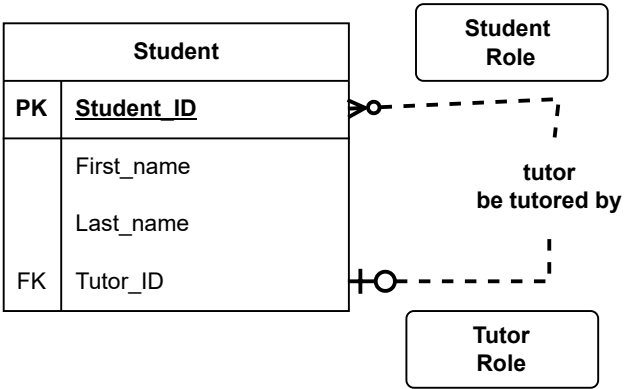 Student
PK Student_ID
First_name
Last_name
FK Tutor_ID
Student
Role
tutor
be tutored by
Tutor
Role